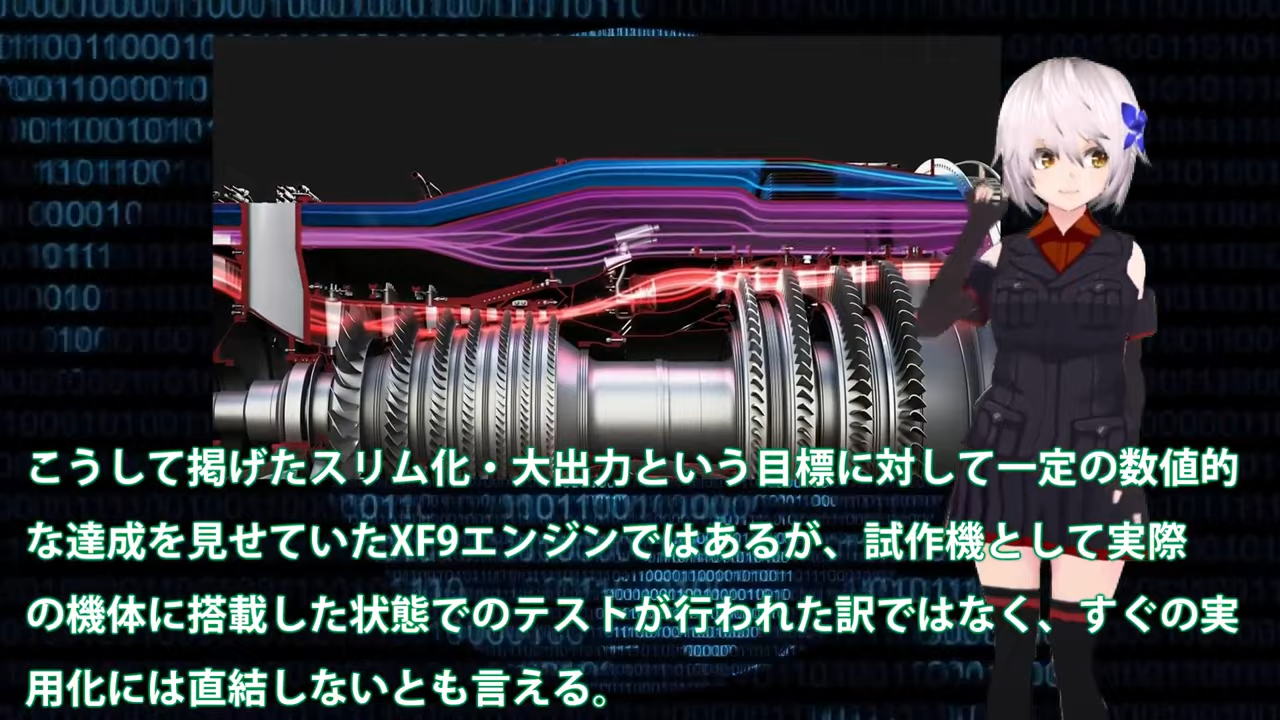 こうして掲げたスリム化・大出力という目標に対して一定の数値的
な達成を見せていたXF9エンジンではあるが、試作機として実際
の機体に搭載した状態でのテストが行われた訳ではなく、すぐの実
用化には直結しないとも言える。